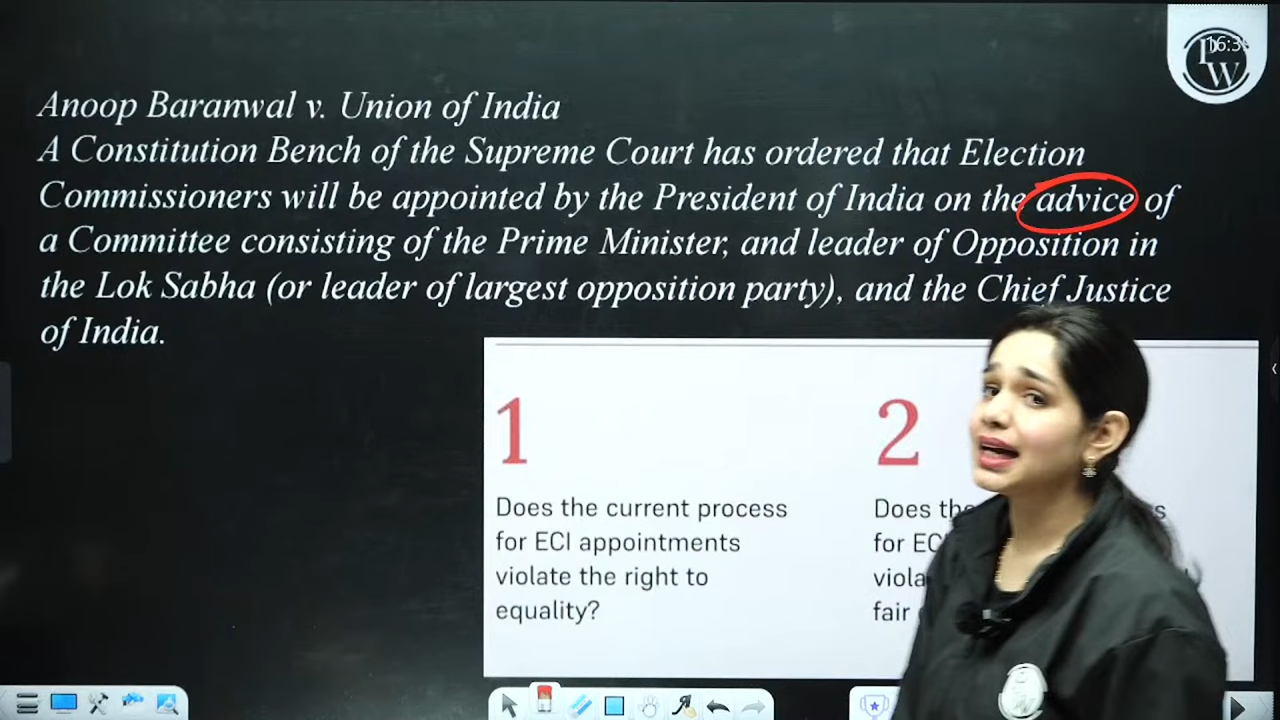 16:3
PW
Anoop Baranwal v. Union of India
A Constitution Bench of the Supreme Court has ordered that Election
Commissioners will be appointed by the President of India on the advice of
a Committee consisting of the Prime Minister, and leader of Opposition in
the Lok Sabha (or leader of largest opposition party), and the Chief Justice
of India.
1
Does the current process
for ECI appointments
violate the right to
equality?
2
Does
for
fair